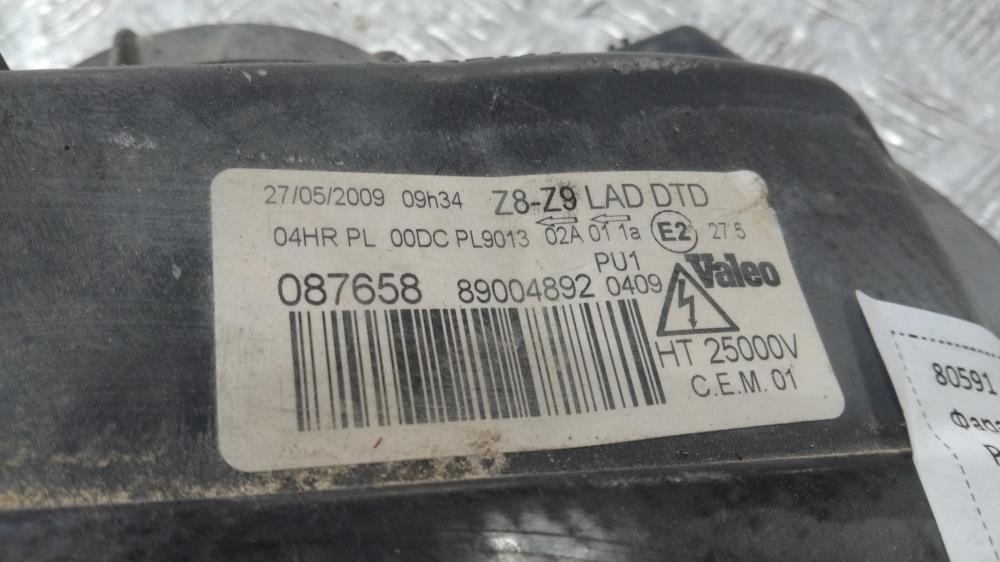 27/05/2009 09h34 Z8-Z9 LAD DTD
04HR PL 00DC PL9013 02A 01 1a E2 27.5
PU1
087658 89004892 0409 Valeo
HT 25000V
C.E.M. 01
80591